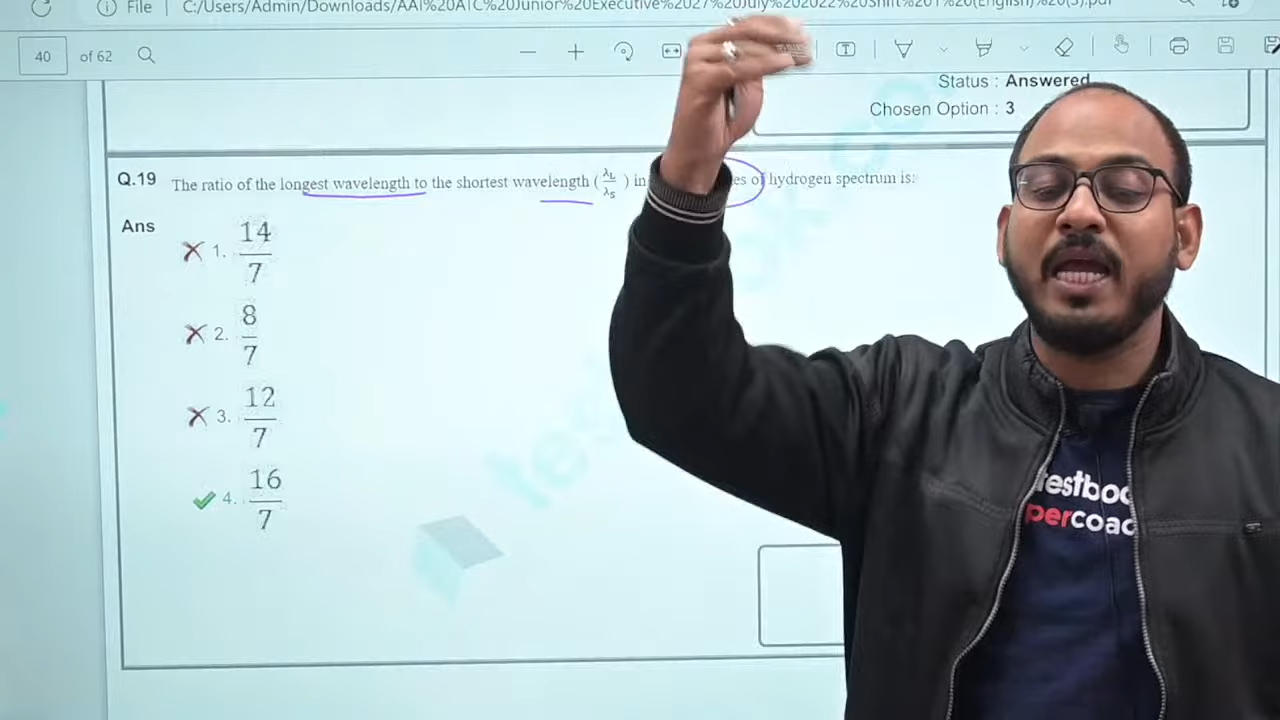 File | C:/Users/Admin/Downloads/AAI%20ATC%20Junior%20Executive%2027%20July%202022%20Shift%201%20(English)%20(3).pdf
40 of 62
Status : Answered
Chosen Option : 3
Q.19 The ratio of the longest wavelength to the shortest wavelength (λL/λS) in es of hydrogen spectrum is:
Ans
1. 14/7
2. 8/7
3. 12/7
4. 16/7
testboo
percoac